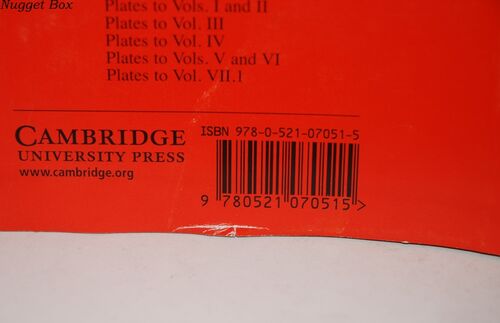 Nugget Box
Plates to Vols. I and II
Plates to Vol. III
Plates to Vol. IV
Plates to Vols. V and VI
Plates to Vol. VII.1
CAMBRIDGE
UNIVERSITY PRESS
www.cambridge.org
ISBN 978-0-521-07051-5
9 780521 070515 >